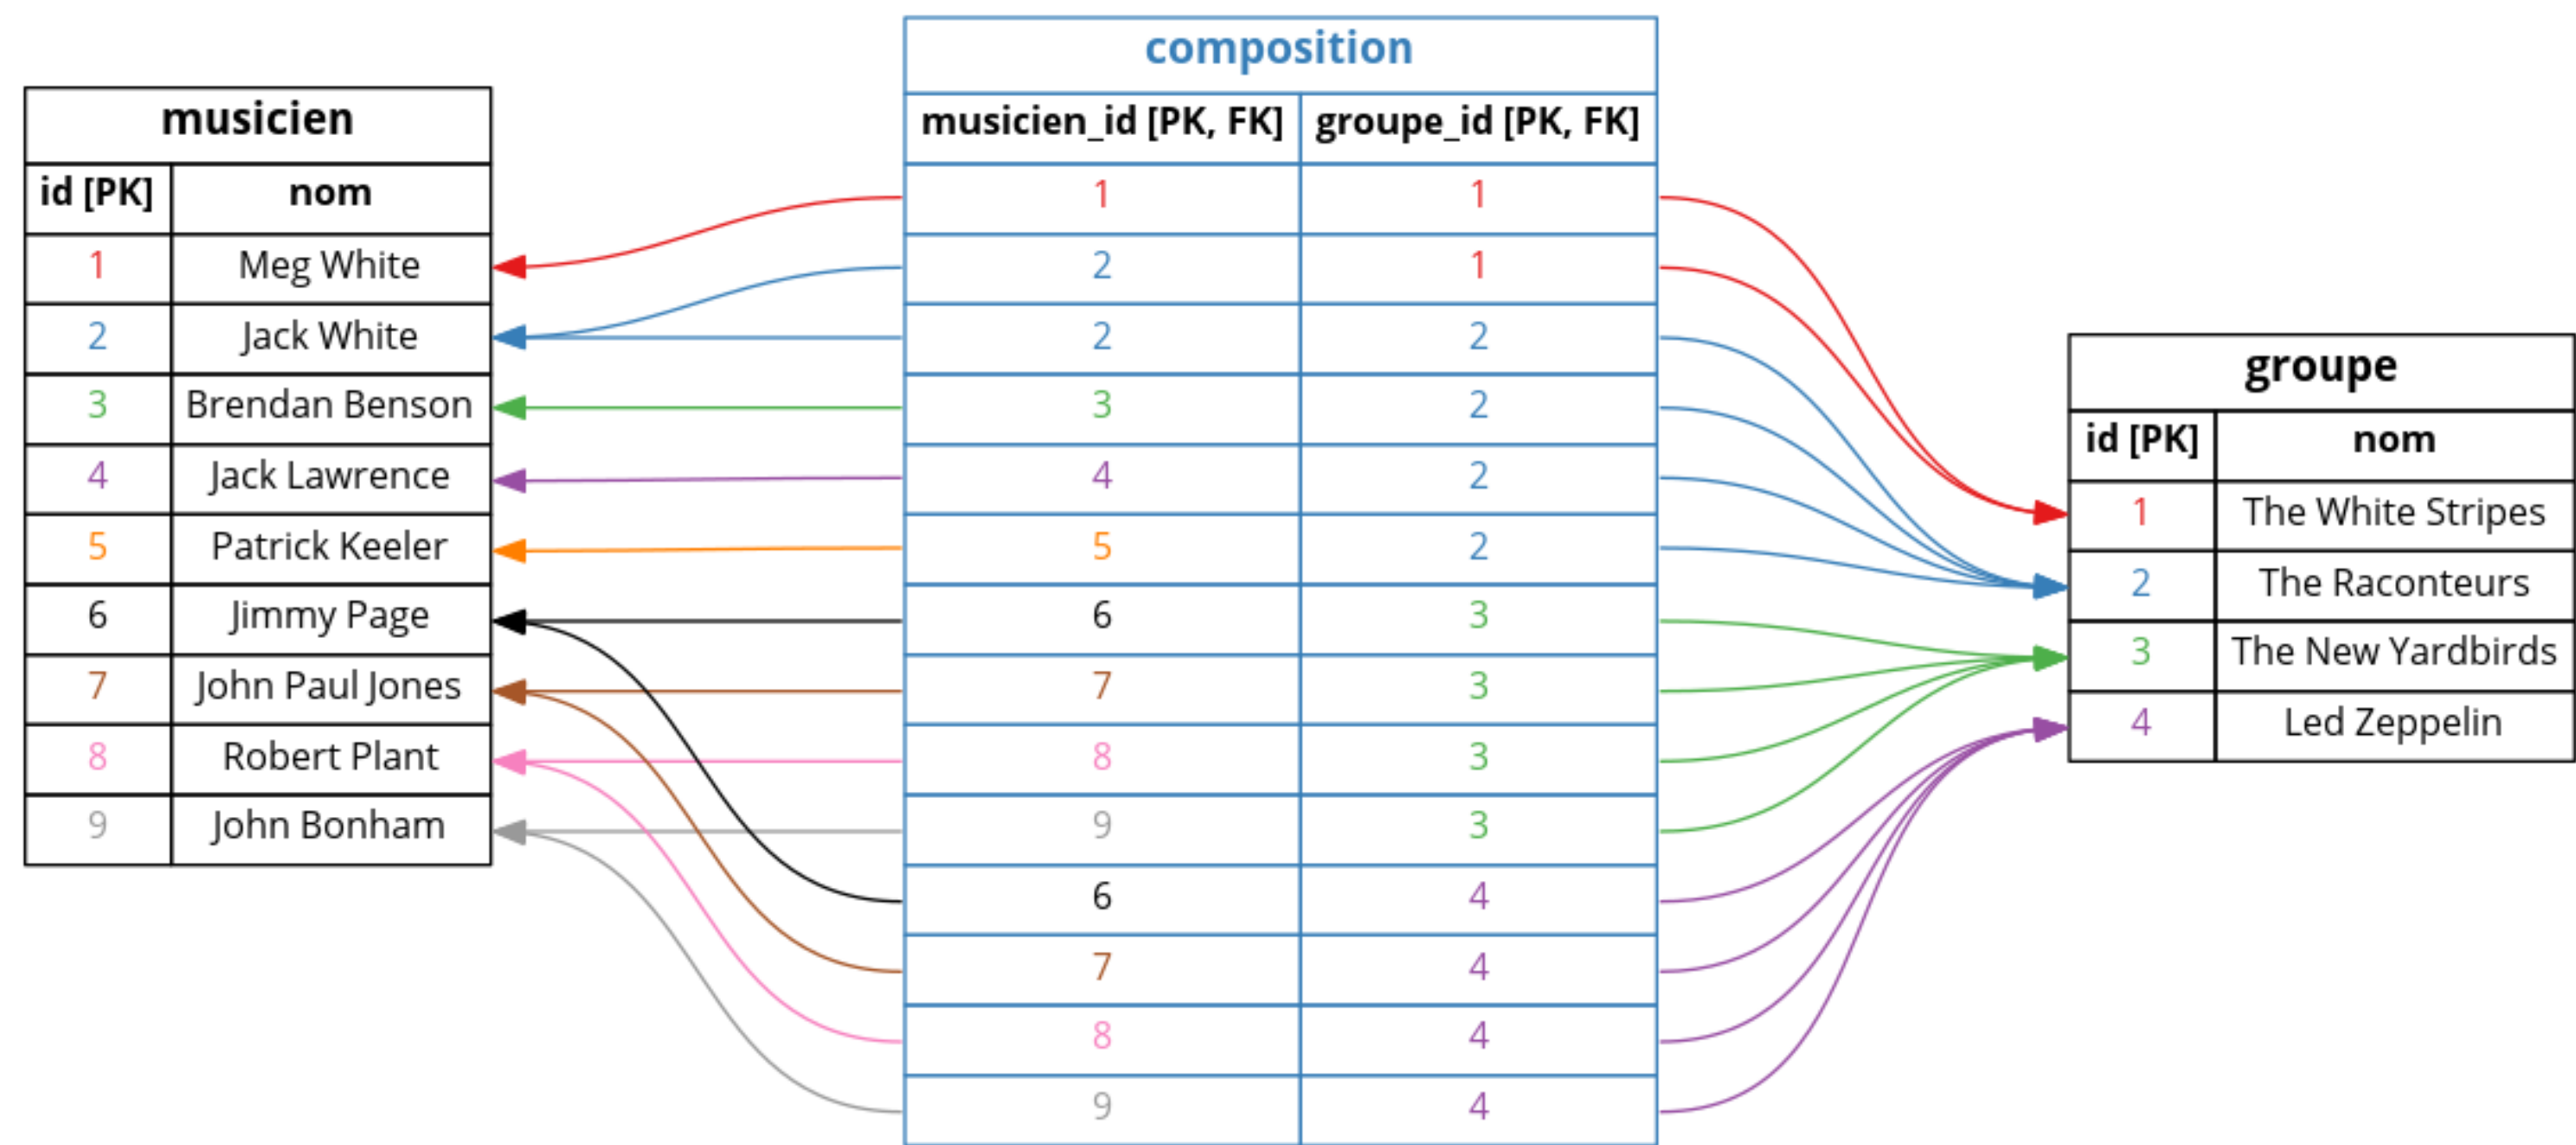 musicien
id [PK] nom
1 Meg White
2 Jack White
3 Brendan Benson
4 Jack Lawrence
5 Patrick Keeler
6 Jimmy Page
7 John Paul Jones
8 Robert Plant
9 John Bonham
composition
musicien_id [PK, FK] groupe_id [PK, FK]
1 1
2 1
2 2
3 2
4 2
5 2
6 3
7 3
8 3
9 3
6 4
7 4
8 4
9 4
groupe
id [PK] nom
1 The White Stripes
2 The Raconteurs
3 The New Yardbirds
4 Led Zeppelin